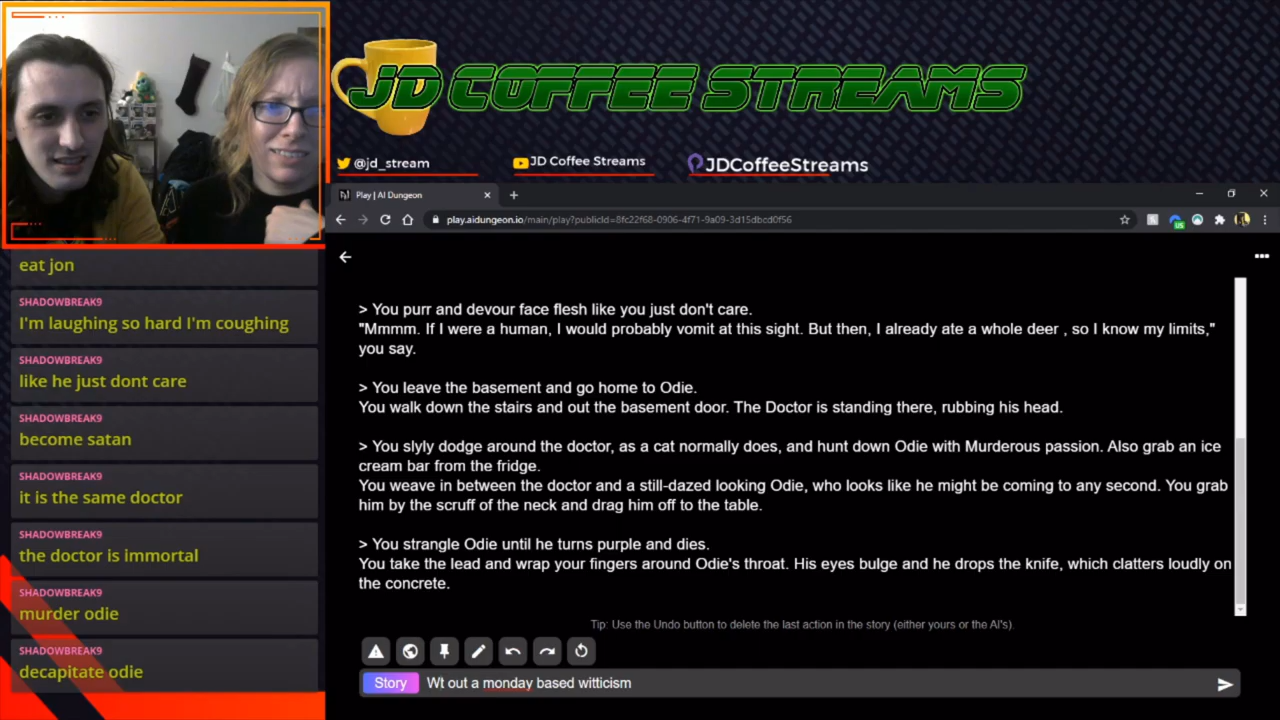 JD COFFEE STREAMS
@jd_stream
JD Coffee Streams
JDCoffeeStreams
Play | AI Dungeon
play.aidungeon.io/main/play?publicId=8fc22f68-0906-4f71-9a09-3d15dbcd0f56
US
eat jon
SHADOWBREAK9
I'm laughing so hard I'm coughing
SHADOWBREAK9
like he just dont care
SHADOWBREAK9
become satan
SHADOWBREAK9
it is the same doctor
SHADOWBREAK9
the doctor is immortal
SHADOWBREAK9
murder odie
SHADOWBREAK9
decapitate odie
> You purr and devour face flesh like you just don't care.
"Mmmm. If I were a human, I would probably vomit at this sight. But then, I already ate a whole deer , so I know my limits,"
you say.
> You leave the basement and go home to Odie.
You walk down the stairs and out the basement door. The Doctor is standing there, rubbing his head.
> You slyly dodge around the doctor, as a cat normally does, and hunt down Odie with Murderous passion. Also grab an ice
cream bar from the fridge.
You weave in between the doctor and a still-dazed looking Odie, who looks like he might be coming to any second. You grab
him by the scruff of the neck and drag him off to the table.
> You strangle Odie until he turns purple and dies.
You take the lead and wrap your fingers around Odie's throat. His eyes bulge and he drops the knife, which clatters loudly on
the concrete.
Tip: Use the Undo button to delete the last action in the story (either yours or the AI's).
Story
Wt out a monday based witticism